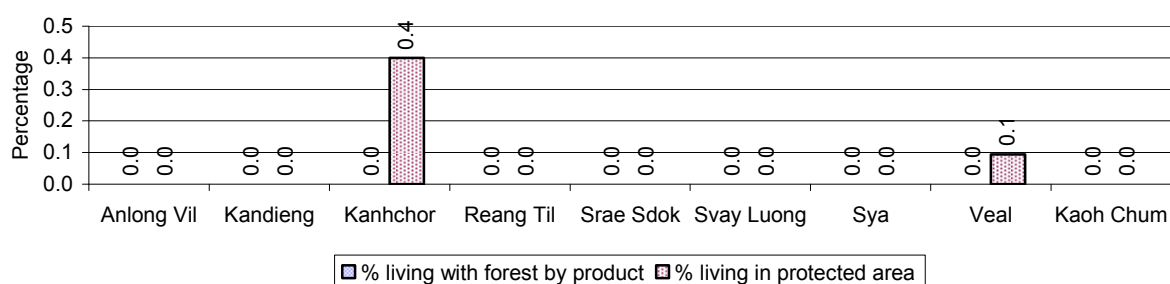 Percentage
0.5
0.4
0.3
0.2
0.1
0.0
0.0 0.0 0.0 0.0 0.0 0.4 0.0 0.0 0.0 0.0 0.0 0.0 0.0 0.0 0.0 0.1 0.0 0.0
Anlong Vil Kandieng Kanhchor Reang Til Srae Sdok Svay Luong Sya Veal Kaoh Chum
% living with forest by product % living in protected area